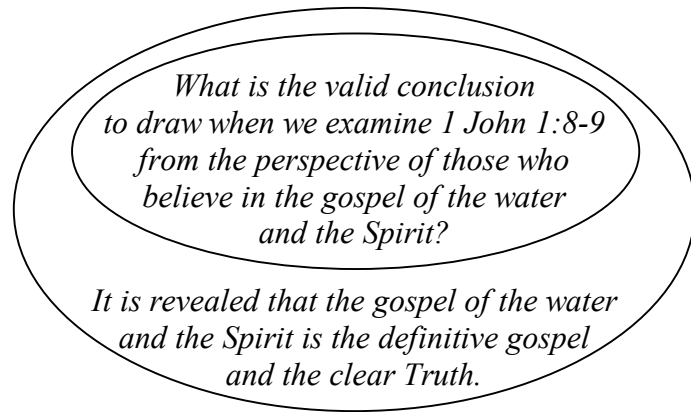 What is the valid conclusion
to draw when we examine 1 John 1:8-9
from the perspective of those who
believe in the gospel of the water
and the Spirit?
It is revealed that the gospel of the water
and the Spirit is the definitive gospel
and the clear Truth.